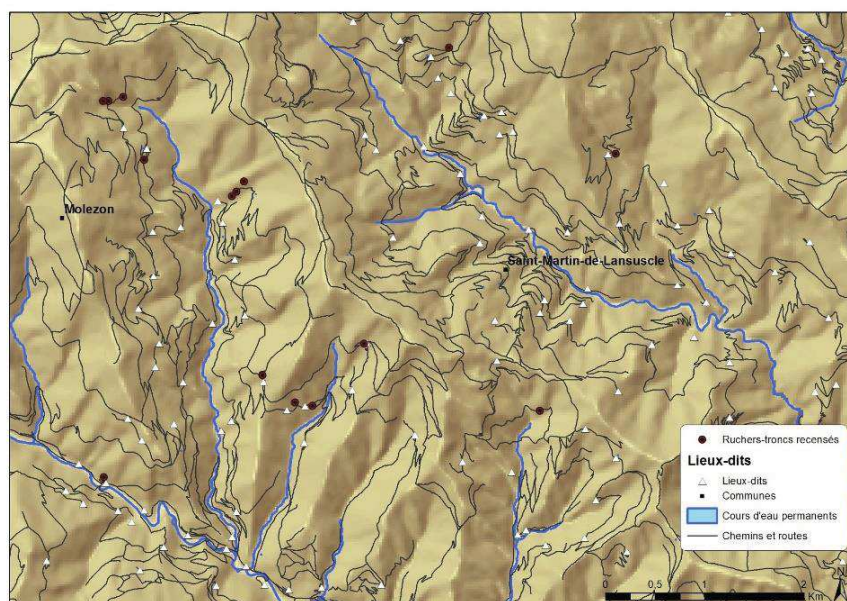 Molezon
Saint-Martin-de-Lansuscle
Ruchers-troncs recensés
Lieux-dits
Lieux-dits
Communes
Cours d'eau permanents
Chemins et routes
N
0 0,5 1 2
Km